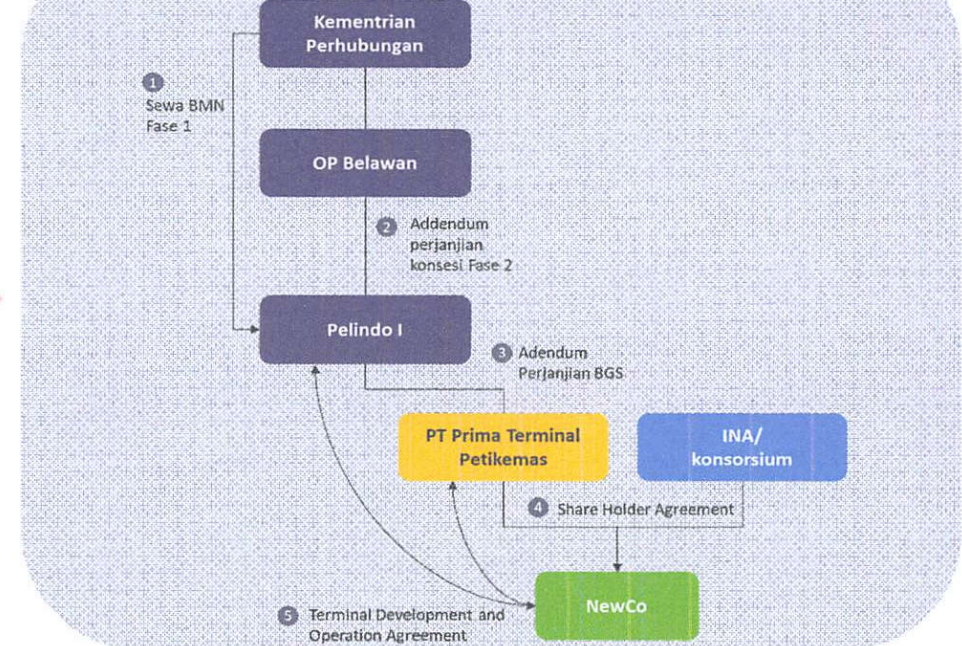 Kementrian
Perhubungan
1
Sewa BMN
Fase 1
OP Belawan
2 Addendum
perjanjian
konsesi Fase 2
Pelindo I
3 Adendum
Perjanjian BGS
PT Prima Terminal
Petikemas
INA/
konsorsium
4 Share Holder Agreement
NewCo
5 Terminal Development and
Operation Agreement